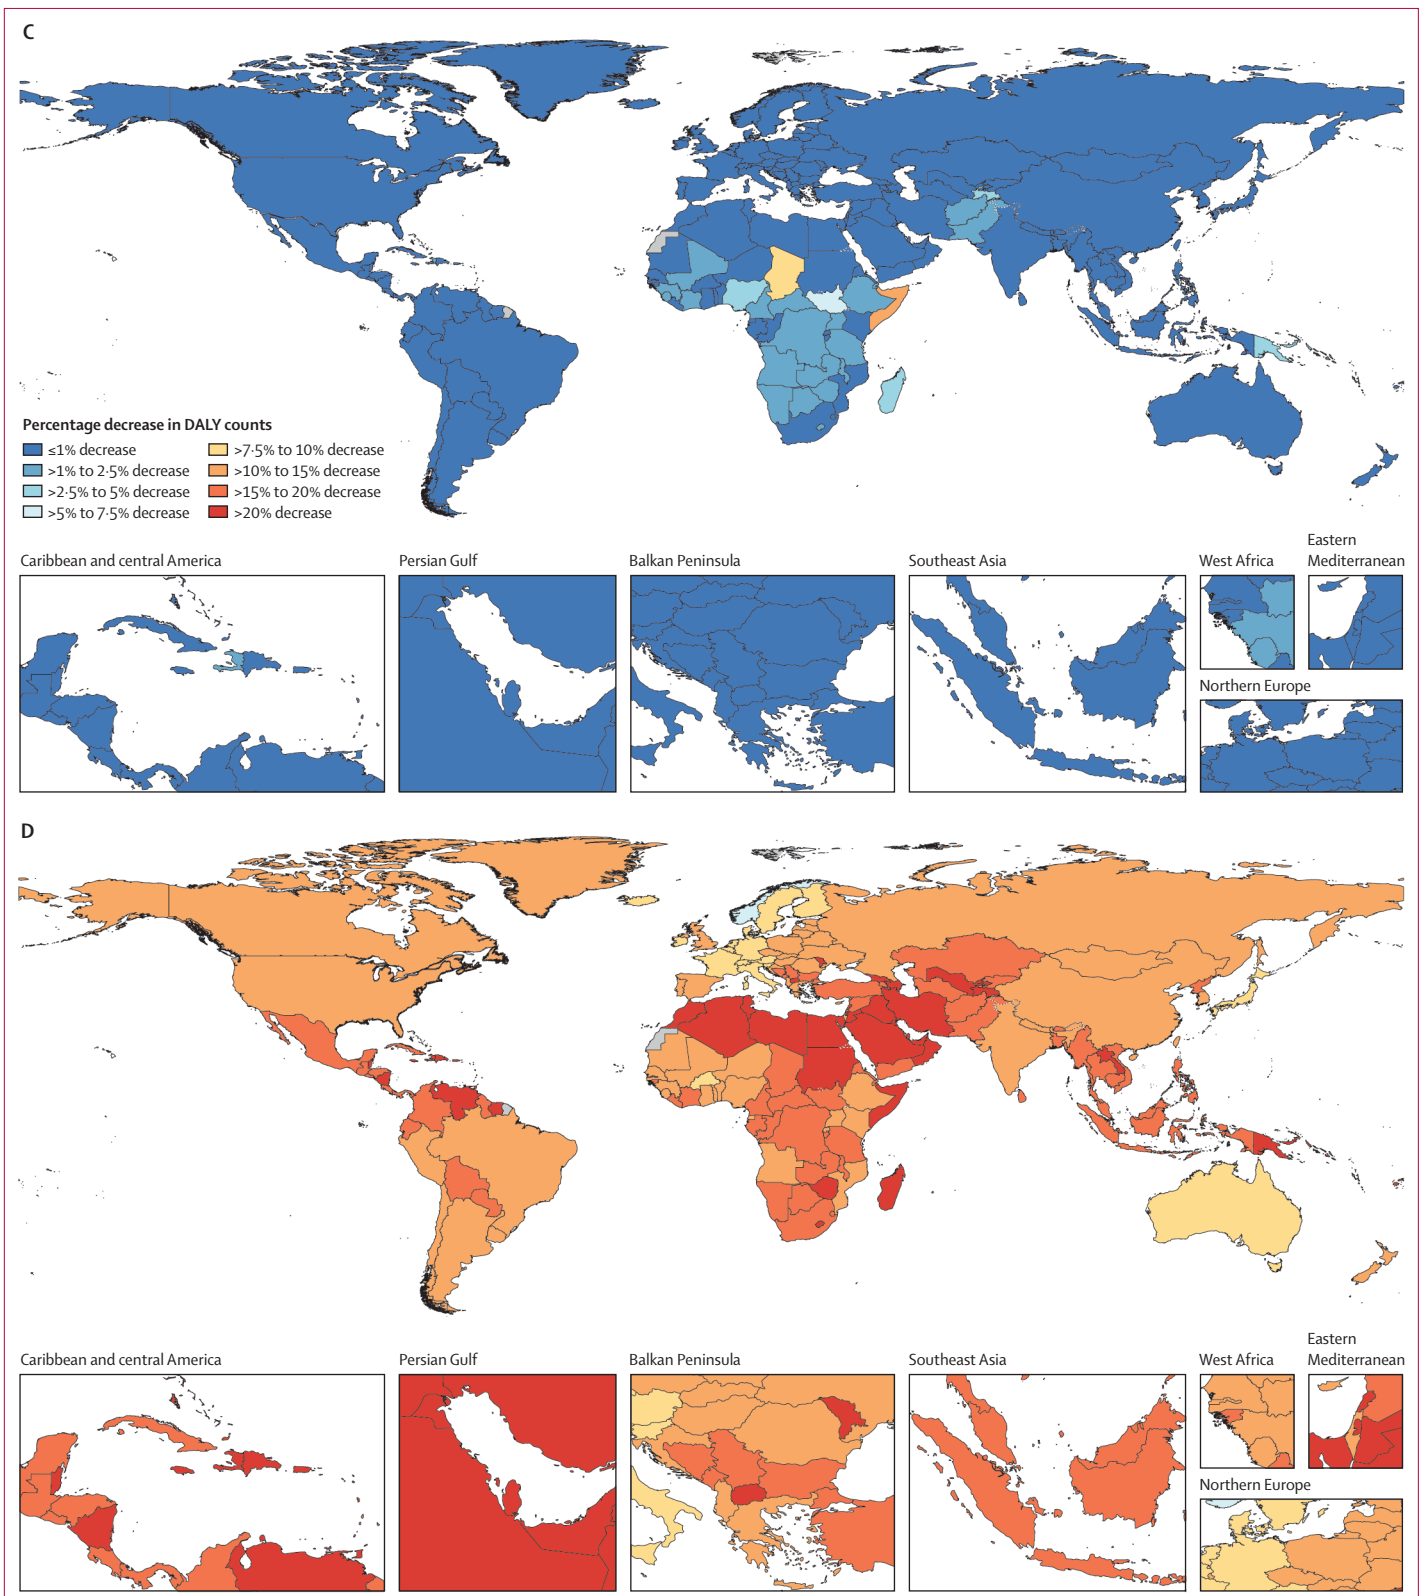 C
Percentage decrease in DALY counts
≤1% decrease
>1% to 2·5% decrease
>2·5% to 5% decrease
>5% to 7·5% decrease
>7·5% to 10% decrease
>10% to 15% decrease
>15% to 20% decrease
>20% decrease
Caribbean and central America
Persian Gulf
Balkan Peninsula
Southeast Asia
West Africa
Eastern
Mediterranean
Northern Europe
D
Caribbean and central America
Persian Gulf
Balkan Peninsula
Southeast Asia
West Africa
Eastern
Mediterranean
Northern Europe